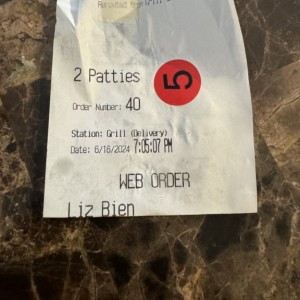 2 Patties
5
Order Number: 40
Station: Grill (Delivery)
Date: 6/16/2024 7:05:07 PM
WEB ORDER
Liz Bien